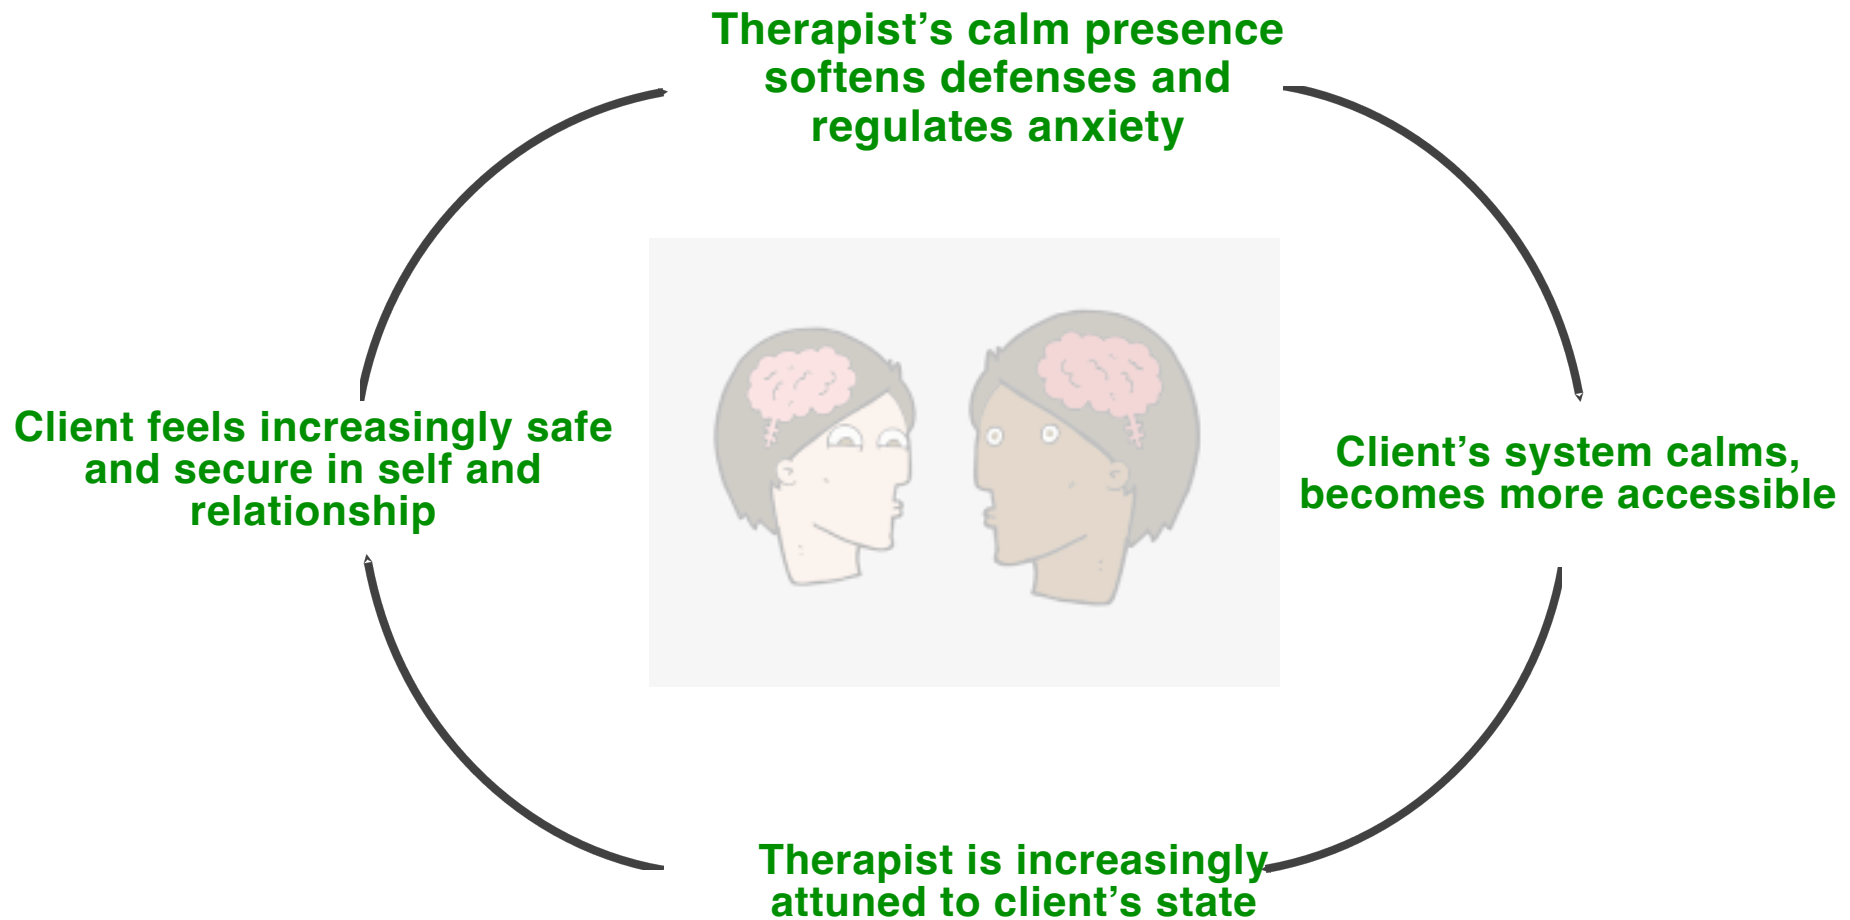 Therapist’s calm presence
softens defenses and
regulates anxiety
Client feels increasingly safe
and secure in self and
relationship
Client’s system calms,
becomes more accessible
Therapist is increasingly
attuned to client’s state